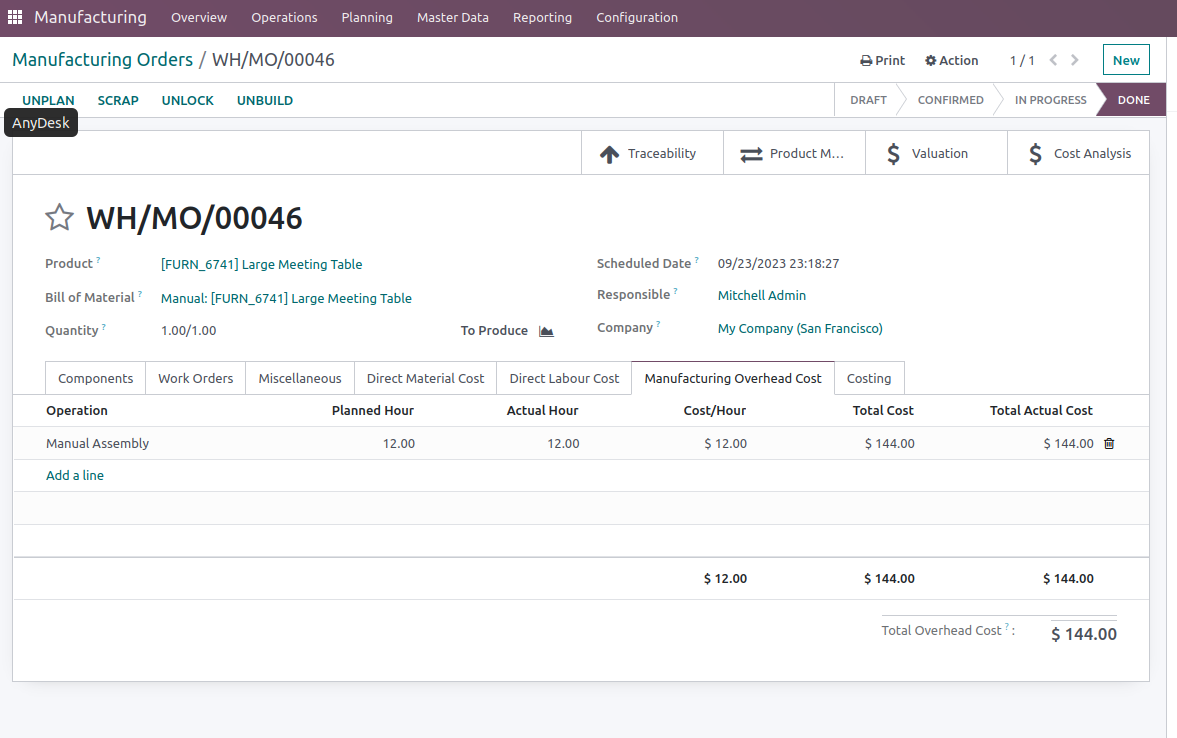 Manufacturing Overview Operations Planning Master Data Reporting Configuration
Manufacturing Orders / WH/MO/00046 Print Action 1 / 1 New
UNPLAN SCRAP UNLOCK UNBUILD DRAFT CONFIRMED IN PROGRESS DONE
AnyDesk
Traceability Product M... $ Valuation $ Cost Analysis
WH/MO/00046
Product ? [FURN_6741] Large Meeting Table Scheduled Date ? 09/23/2023 23:18:27
Bill of Material ? Manual: [FURN_6741] Large Meeting Table Responsible ? Mitchell Admin
Quantity ? 1.00/1.00 To Produce Company ? My Company (San Francisco)
Components Work Orders Miscellaneous Direct Material Cost Direct Labour Cost Manufacturing Overhead Cost Costing
Operation Planned Hour Actual Hour Cost/Hour Total Cost Total Actual Cost
Manual Assembly 12.00 12.00 $ 12.00 $ 144.00 $ 144.00
Add a line
$ 12.00 $ 144.00 $ 144.00
Total Overhead Cost ? : $ 144.00